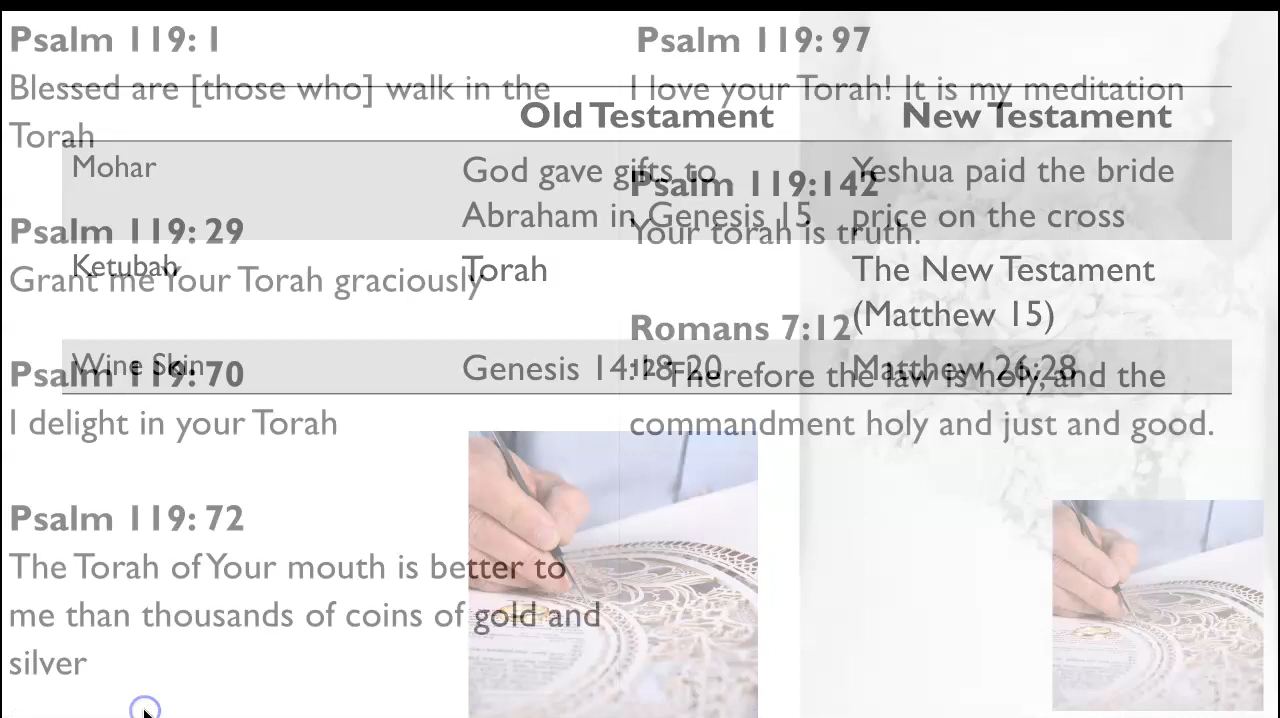 Psalm 119: 1
Blessed are [those who] walk in the
Torah
Psalm 119: 29
Grant me Your Torah graciously
Psalm 119: 70
I delight in your Torah
Psalm 119: 72
The Torah of Your mouth is better to
me than thousands of coins of gold and
silver
Psalm 119: 97
I love your Torah! It is my meditation
Psalm 119:142
Your torah is truth.
Romans 7:12
12 Therefore the law is holy, and the
commandment holy and just and good.
Old Testament New Testament
Mohar
God gave gifts to
Abraham in Genesis 15
Yeshua paid the bride
price on the cross
Ketubah
Torah
The New Testament
(Matthew 15)
Wine Skin
Genesis 14:18-20
Matthew 26:28